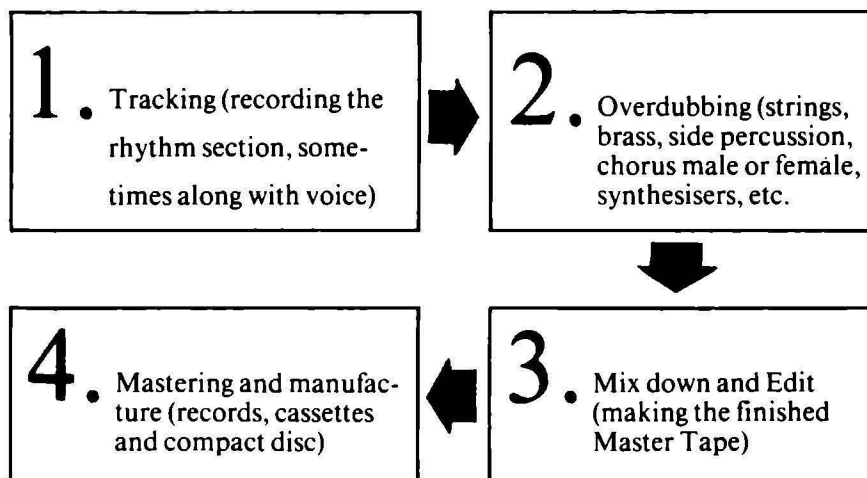 1. Tracking (recording the
rhythm section, some-
times along with voice)
2. Overdubbing (strings,
brass, side percussion,
chorus male or female,
synthesisers, etc.
3. Mix down and Edit
(making the finished
Master Tape)
4. Mastering and manufac-
ture (records, cassettes
and compact disc)